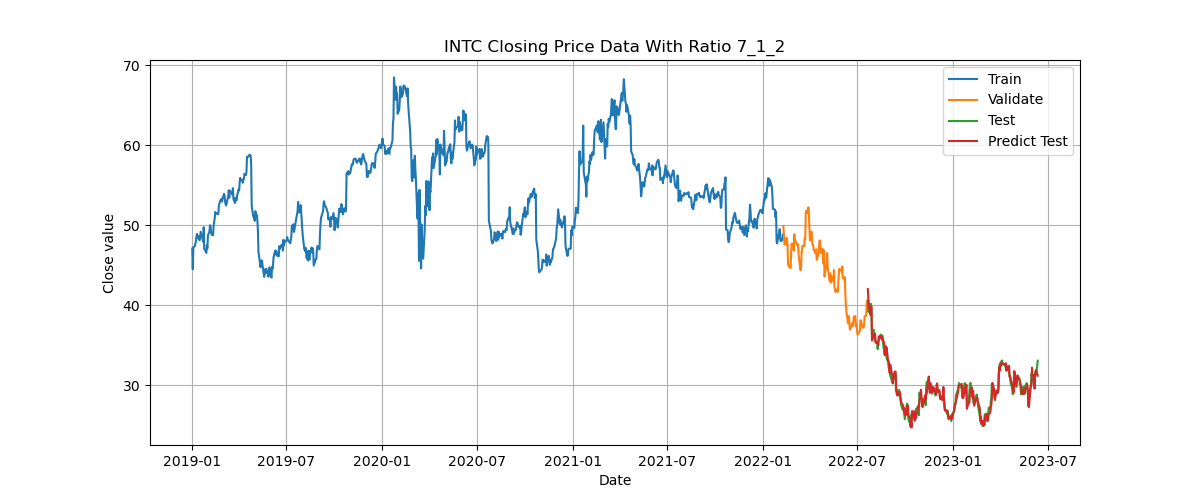 INTC Closing Price Data With Ratio 7_1_2
70
60
50
40
30
Close value
Train
Validate
Test
Predict Test
2019-01 2019-07 2020-01 2020-07 2021-01 2021-07 2022-01 2022-07 2023-01 2023-07
Date